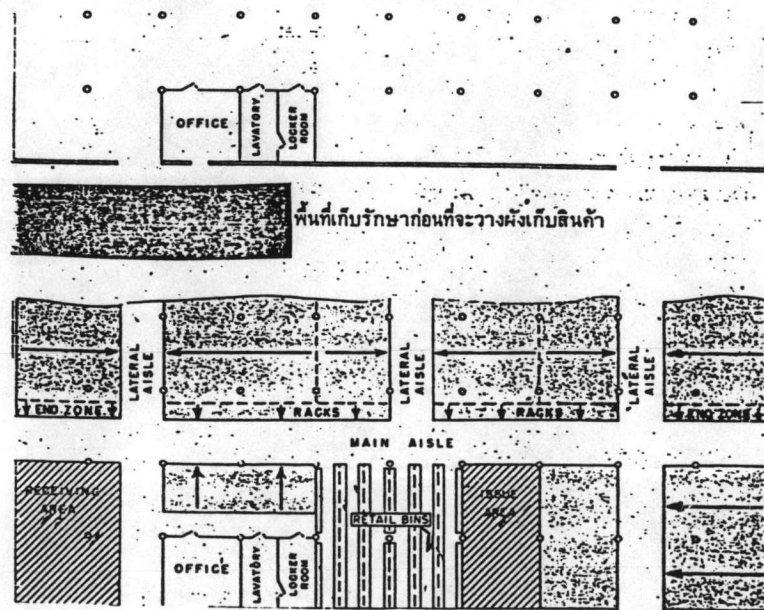 OFFICE
LAVATORY
LOCKER
ROOM
พื้นที่เก็บรักษาก่อนที่จะวางผังเก็บสินค้า
LATERAL
AISLE
LATERAL
AISLE
LATERAL
AISLE
END ZONE
RACKS
RACKS
END ZONE
MAIN AISLE
RECEIVING
AREA
ISSUE
AREA
RETAIL BINS
OFFICE
LAVATORY
LOCKER
ROOM